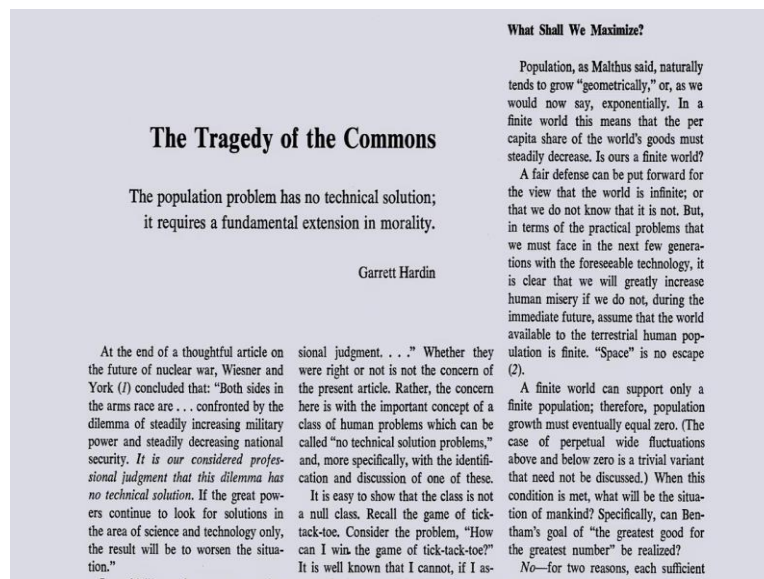 The Tragedy of the Commons
The population problem has no technical solution;
it requires a fundamental extension in morality.
Garrett Hardin
At the end of a thoughtful article on
the future of nuclear war, Wiesner and
York (1) concluded that: “Both sides in
the arms race are . . . confronted by the
dilemma of steadily increasing military
power and steadily decreasing national
security. It is our considered profes-
sional judgment that this dilemma has
no technical solution. If the great pow-
ers continue to look for solutions in
the area of science and technology only,
the result will be to worsen the situa-
tion.”
sional judgment. . . .” Whether they
were right or not is not the concern of
the present article. Rather, the concern
here is with the important concept of a
class of human problems which can be
called “no technical solution problems,”
and, more specifically, with the identifi-
cation and discussion of one of these.
It is easy to show that the class is not
a null class. Recall the game of tick-
tack-toe. Consider the problem, “How
can I win the game of tick-tack-toe?”
It is well known that I cannot, if I as-
What Shall We Maximize?
Population, as Malthus said, naturally
tends to grow “geometrically,” or, as we
would now say, exponentially. In a
finite world this means that the per
capita share of the world’s goods must
steadily decrease. Is ours a finite world?
A fair defense can be put forward for
the view that the world is infinite; or
that we do not know that it is not. But,
in terms of the practical problems that
we must face in the next few genera-
tions with the foreseeable technology, it
is clear that we will greatly increase
human misery if we do not, during the
immediate future, assume that the world
available to the terrestrial human pop-
ulation is finite. “Space” is no escape
(2).
A finite world can support only a
finite population; therefore, population
growth must eventually equal zero. (The
case of perpetual wide fluctuations
above and below zero is a trivial variant
that need not be discussed.) When this
condition is met, what will be the situa-
tion of mankind? Specifically, can Ben-
tham’s goal of “the greatest good for
the greatest number” be realized?
No—for two reasons, each sufficient